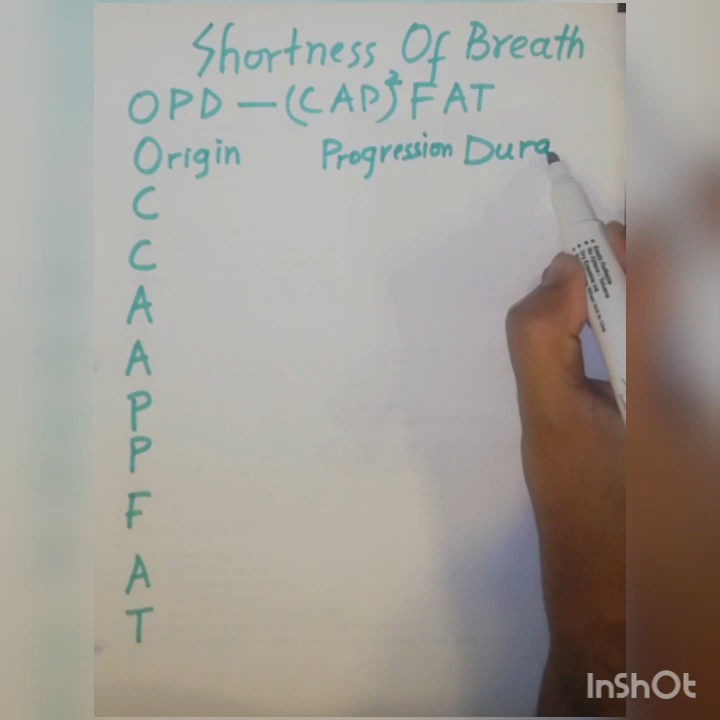 Shortness Of Breath
OPD — (CAP)² FAT
Origin Progression Dura
C
C
A
A
P
P
F
A
T
InShOt